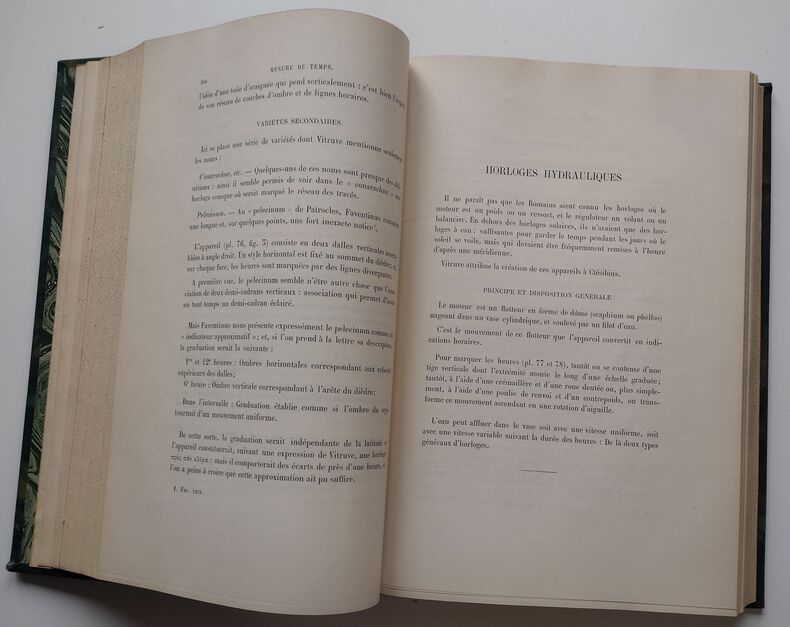 268
MESURE DU TEMPS.
l'idée d'une toile d'araignée qui pend verticalement : c'est bien l'aspect
de son réseau de courbes d'ombre et de lignes horaires.
VARIÉTÉS SECONDAIRES.
Ici se place une série de variétés dont Vitruve mentionne seulement
les noms :
Conarachne, etc. — Quelques-uns de ces noms sont presque des défi-
nitions : ainsi il semble permis de voir dans le « conarachne » une
horloge conique où serait marqué le réseau des tracés.
Pelecinum. — Au « pelecinum » de Patrocles, Faventinus consacre
une longue et, sur quelques points, une fort inexacte notice¹.
L'appareil (pl. 76, fig. 5) consiste en deux dalles verticales assem-
blées à angle droit. Un style horizontal est fixé au sommet du dièdre; et,
sur chaque face, les heures sont marquées par des lignes divergentes.
A première vue, le pelecinum semble n'être autre chose que l'asso-
ciation de deux demi-cadrans verticaux : association qui permet d'avoir
en tout temps un demi-cadran éclairé.
Mais Faventinus nous présente expressément le pelecinum comme un
« indicateur approximatif »; et, si l'on prend à la lettre sa description,
la graduation serait la suivante :
1re et 12e heures : Ombres horizontales correspondant aux rebords
supérieurs des dalles;
6e heure : Ombre verticale correspondant à l'arête du dièdre;
Dans l'intervalle : Graduation établie comme si l'ombre du style
tournait d'un mouvement uniforme.
De cette sorte, la graduation serait indépendante de la latitude et
l'appareil constituerait, suivant une expression de Vitruve, une horloge
πρὸς πᾶν κλῖμα : mais il comporterait des écarts de près d'une heure, et
l'on a peine à croire que cette approximation ait pu suffire.
1. Fav. XXIX.
HORLOGES HYDRAULIQUES
Il ne paraît pas que les Romains aient connu les horloges où le
moteur est un poids ou un ressort, et le régulateur un volant ou un
balancier. En dehors des horloges solaires, ils n'avaient que des hor-
loges à eau : suffisantes pour garder le temps pendant les jours où le
soleil se voile, mais qui devaient être fréquemment remises à l'heure
d'après une méridienne.
Vitruve attribue la création de ces appareils à Ctésibius.
PRINCIPE ET DISPOSITION GÉNÉRALE
Le moteur est un flotteur en forme de dôme (scaphium ou phellos)
nageant dans un vase cylindrique, et soulevé par un filet d'eau.
C'est le mouvement de ce flotteur que l'appareil convertit en indi-
cations horaires.
Pour marquer les heures (pl. 77 et 78), tantôt on se contente d'une
tige verticale dont l'extrémité monte le long d'une échelle graduée;
tantôt, à l'aide d'une crémaillère et d'une roue dentée ou, plus simple-
ment, à l'aide d'une poulie de renvoi et d'un contrepoids, on trans-
forme ce mouvement ascendant en une rotation d'aiguille.
L'eau peut affluer dans le vase soit avec une vitesse uniforme, soit
avec une vitesse variable suivant la durée des heures : De là deux types
généraux d'horloges.